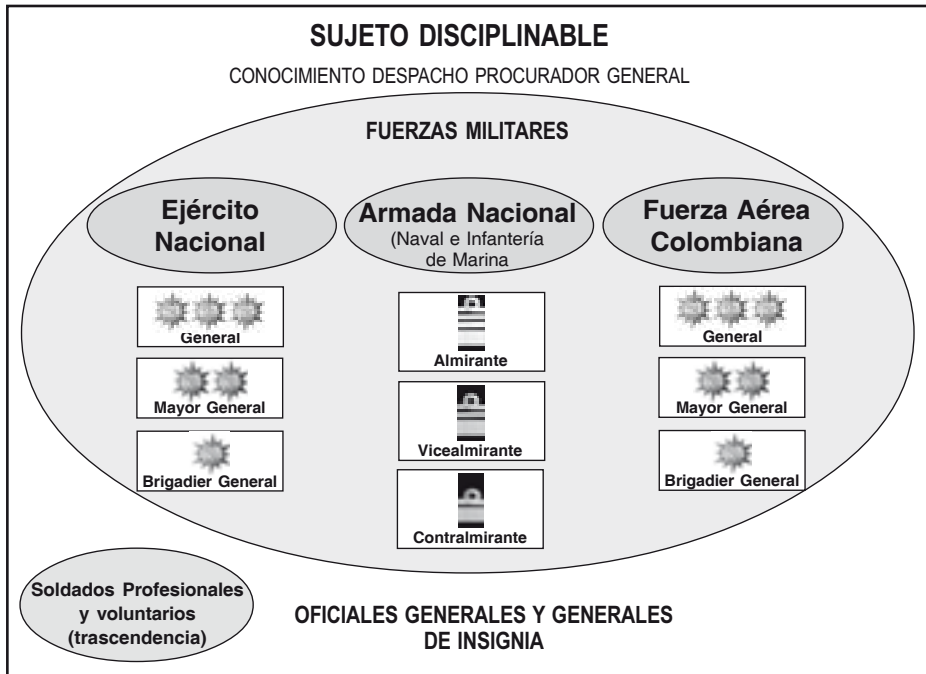 SUJETO DISCIPLINABLE
CONOCIMIENTO DESPACHO PROCURADOR GENERAL
FUERZAS MILITARES
Ejército
Nacional
Armada Nacional
(Naval e Infantería
de Marina
Fuerza Aérea
Colombiana
General
Mayor General
Brigadier General
Almirante
Vicealmirante
Contralmirante
General
Mayor General
Brigadier General
Soldados Profesionales
y voluntarios
(trascendencia)
OFICIALES GENERALES Y GENERALES
DE INSIGNIA